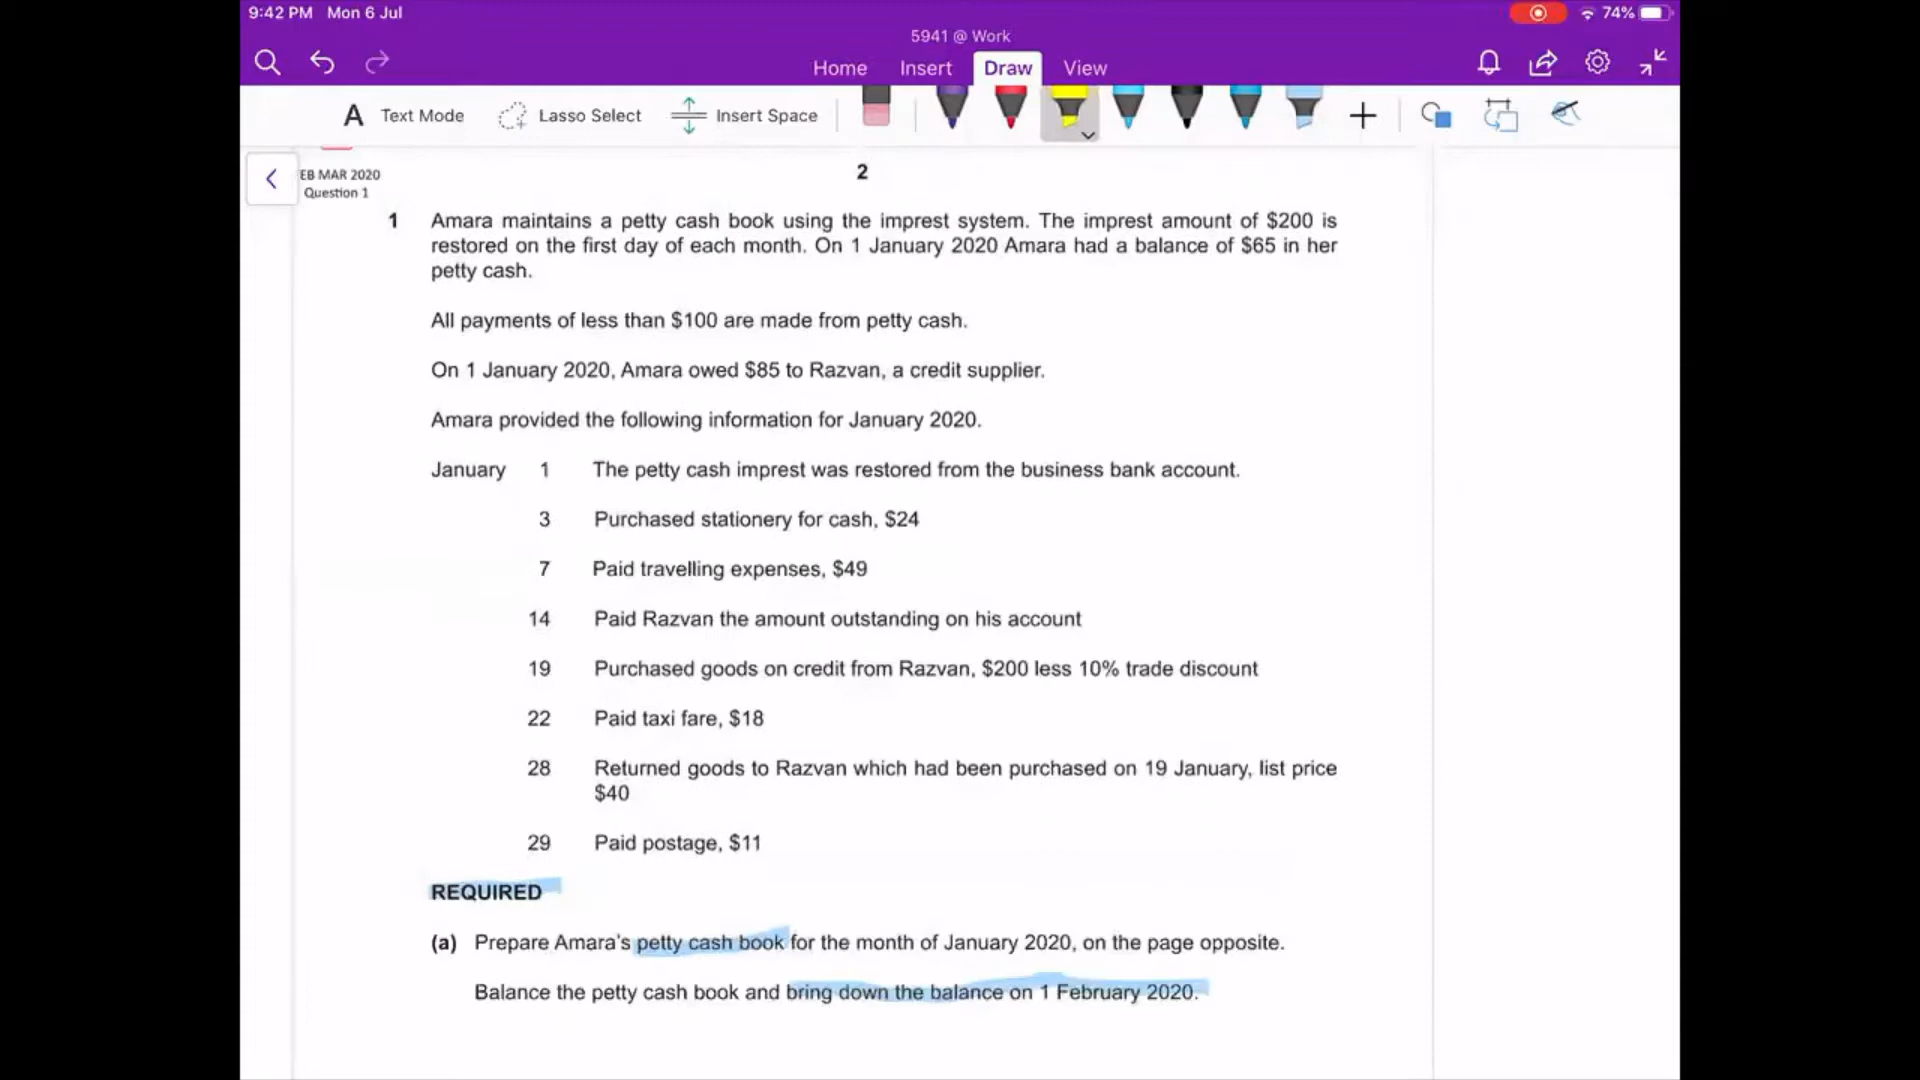 9:42 PM Mon 6 Jul
74%
5941 @ Work
Home Insert Draw View
A Text Mode Lasso Select Insert Space
EB MAR 2020
Question 1
2
1 Amara maintains a petty cash book using the imprest system. The imprest amount of $200 is
restored on the first day of each month. On 1 January 2020 Amara had a balance of $65 in her
petty cash.
All payments of less than $100 are made from petty cash.
On 1 January 2020, Amara owed $85 to Razvan, a credit supplier.
Amara provided the following information for January 2020.
January 1 The petty cash imprest was restored from the business bank account.
3 Purchased stationery for cash, $24
7 Paid travelling expenses, $49
14 Paid Razvan the amount outstanding on his account
19 Purchased goods on credit from Razvan, $200 less 10% trade discount
22 Paid taxi fare, $18
28 Returned goods to Razvan which had been purchased on 19 January, list price
$40
29 Paid postage, $11
REQUIRED
(a) Prepare Amara's petty cash book for the month of January 2020, on the page opposite.
Balance the petty cash book and bring down the balance on 1 February 2020.